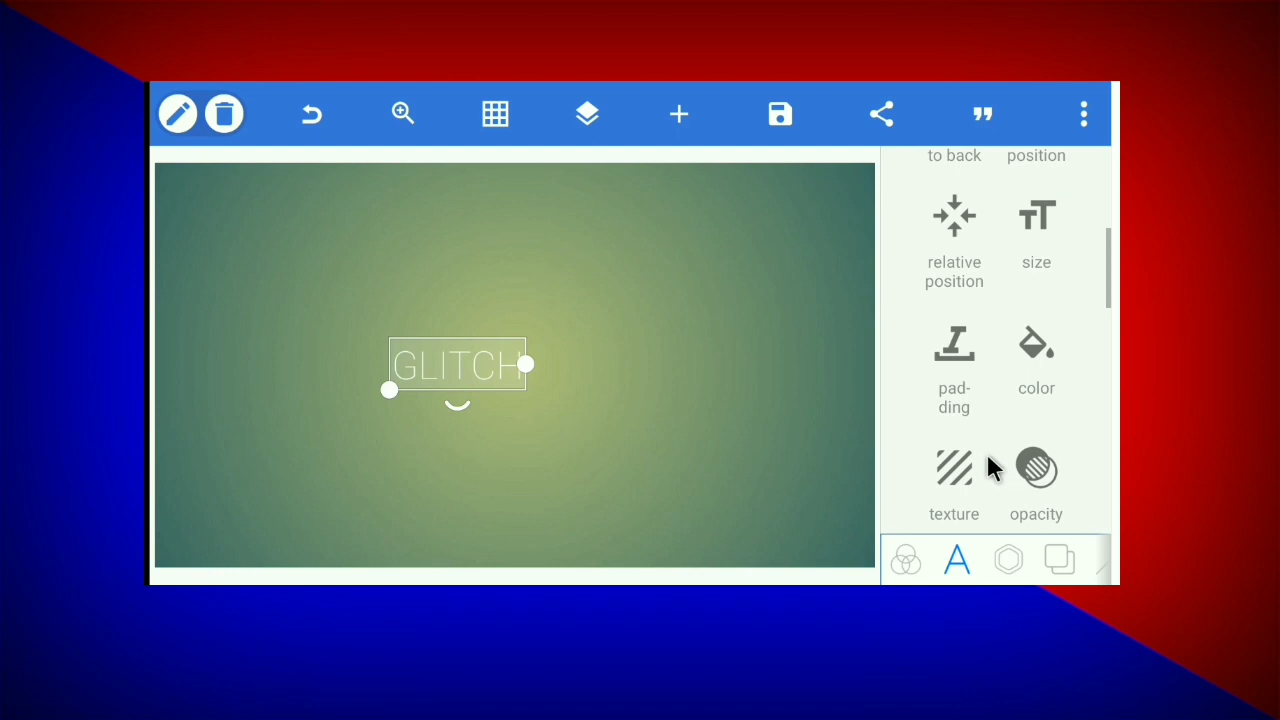 to back
position
relative
position
size
pad-
ding
color
texture
opacity
GLITCH